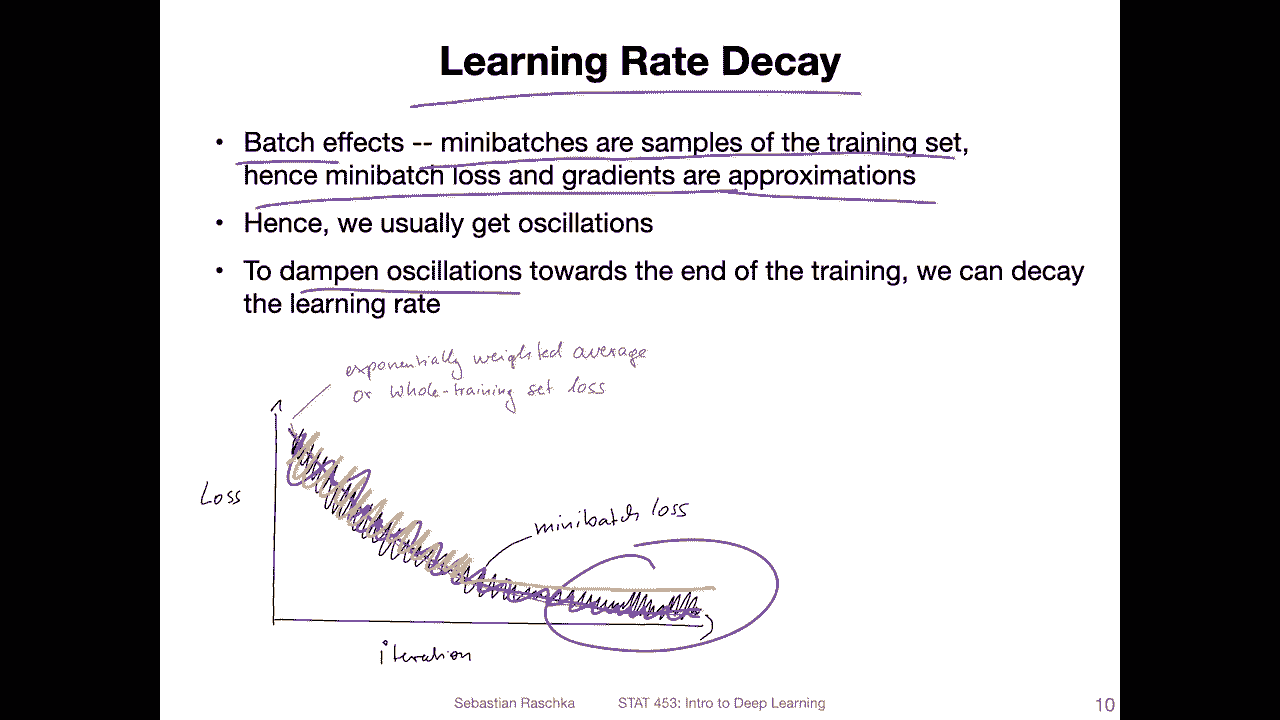 Learning Rate Decay
• Batch effects -- minibatches are samples of the training set,
hence minibatch loss and gradients are approximations
• Hence, we usually get oscillations
• To dampen oscillations towards the end of the training, we can decay
the learning rate
exponentially weighted average
or whole-training set loss
Loss
minibatch loss
iteration
Sebastian Raschka STAT 453: Intro to Deep Learning 10